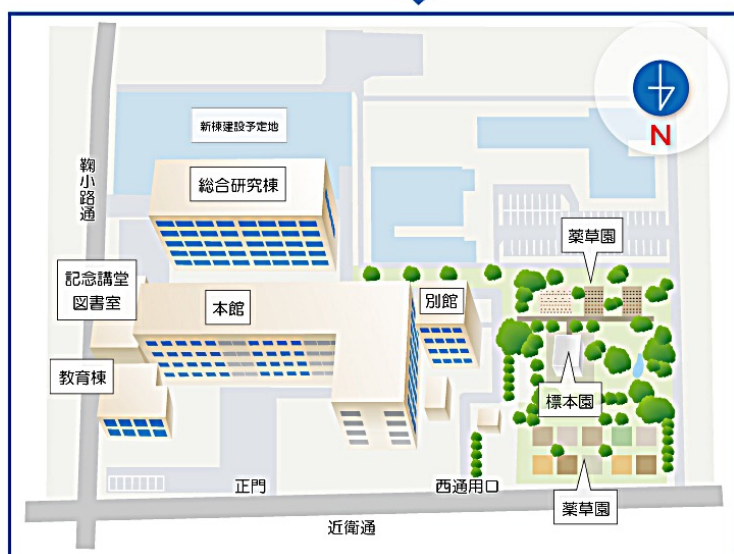 新棟建設予定地
N
鞠小路通
総合研究棟
薬草園
記念講堂
図書室
本館
別館
教育棟
標本園
正門
西通用口
薬草園
近衛通